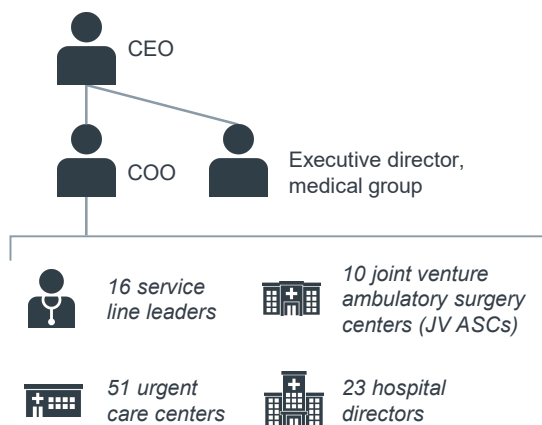 CEO
COO
Executive director,
medical group
16 service
line leaders
10 joint venture
ambulatory surgery
centers (JV ASCs)
51 urgent
care centers
23 hospital
directors